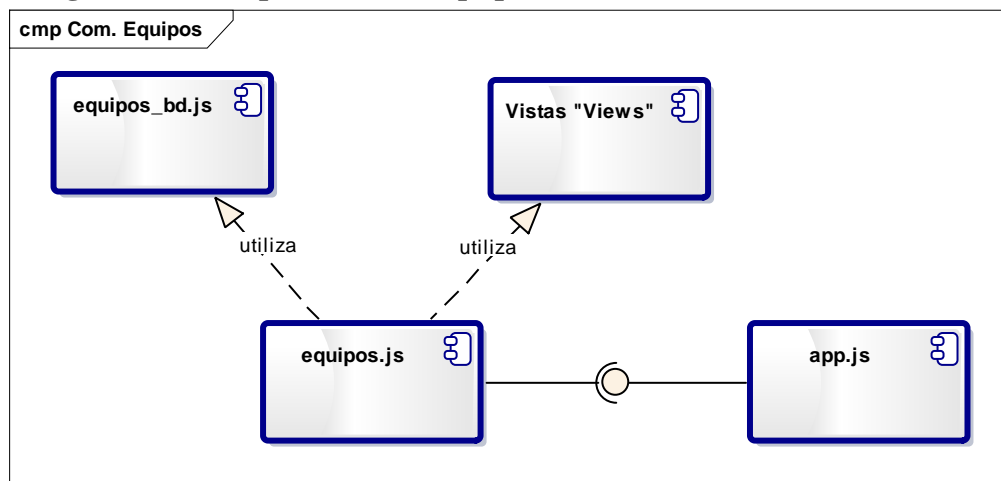 cmp Com. Equipos
equipos_bd.js
Vistas "Views"
utiliza
utiliza
equipos.js
app.js